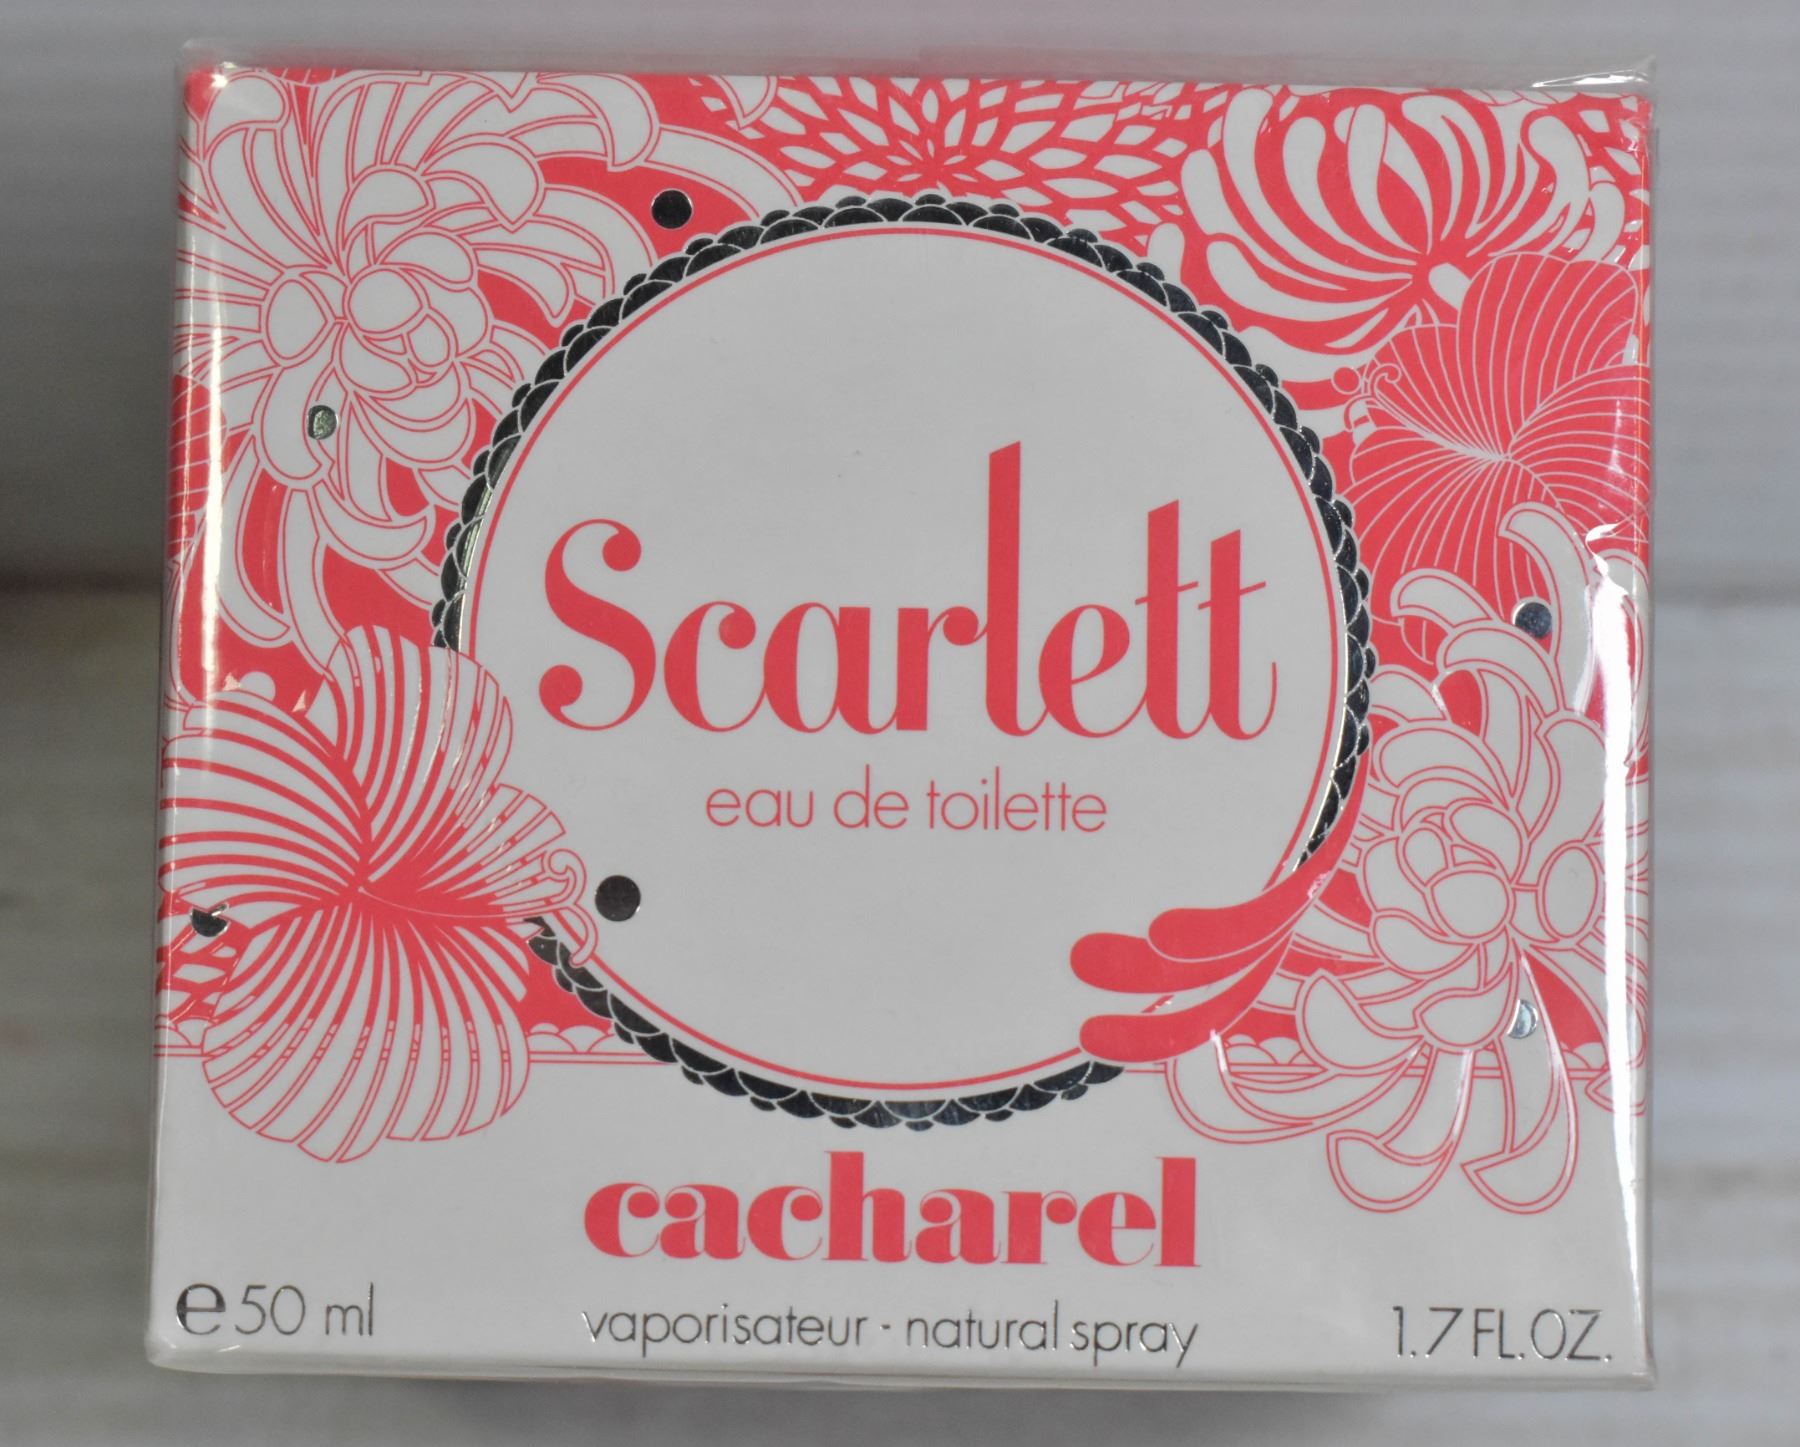 Scarlett
eau de toilette
cacharel
℮ 50 ml
vaporisateur - natural spray
1.7 FL.OZ.